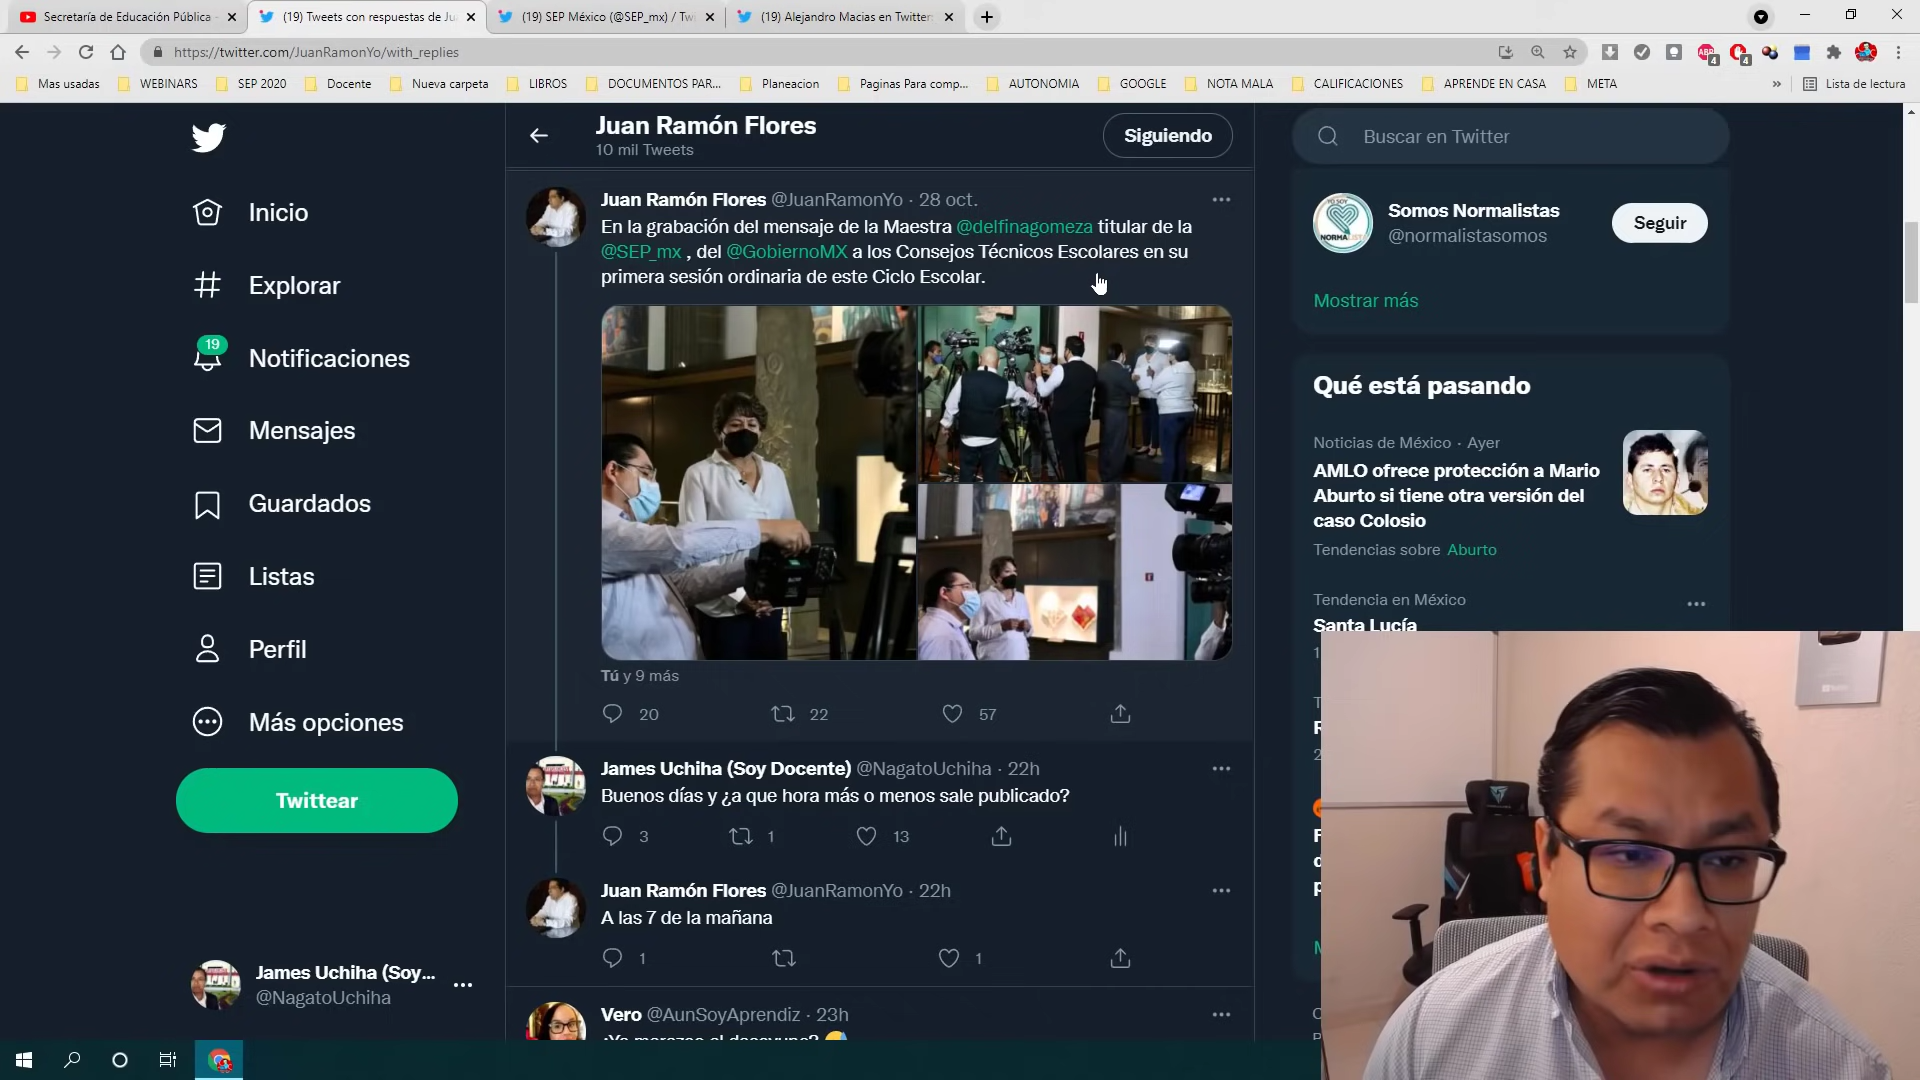 Secretaría de Educación Pública
(19) Tweets con respuestas de Ju
(19) SEP México (@SEP_mx) / Tw
(19) Alejandro Macias en Twitter
https://twitter.com/JuanRamonYo/with_replies
4
4
Mas usadas
WEBINARS
SEP 2020
Docente
Nueva carpeta
LIBROS
DOCUMENTOS PAR...
Planeacion
Paginas Para comp...
AUTONOMIA
GOOGLE
NOTA MALA
CALIFICACIONES
APRENDE EN CASA
META
»
Lista de lectura
Inicio
Explorar
19
Notificaciones
Mensajes
Guardados
Listas
Perfil
Más opciones
Twittear
James Uchiha (Soy...
@NagatoUchiha
Juan Ramón Flores
10 mil Tweets
Siguiendo
Juan Ramón Flores @JuanRamonYo · 28 oct.
En la grabación del mensaje de la Maestra @delfinagomeza titular de la
@SEP_mx , del @GobiernoMX a los Consejos Técnicos Escolares en su
primera sesión ordinaria de este Ciclo Escolar.
Tú y 9 más
20 22 57
James Uchiha (Soy Docente) @NagatoUchiha · 22h
Buenos días y ¿a que hora más o menos sale publicado?
3 1 13
Juan Ramón Flores @JuanRamonYo · 22h
A las 7 de la mañana
1 1
Vero @AunSoyAprendiz · 23h
Buscar en Twitter
Somos Normalistas
@normalistasomos
Seguir
Mostrar más
Qué está pasando
Noticias de México · Ayer
AMLO ofrece protección a Mario
Aburto si tiene otra versión del
caso Colosio
Tendencias sobre Aburto
Tendencia en México
Santa Lucía